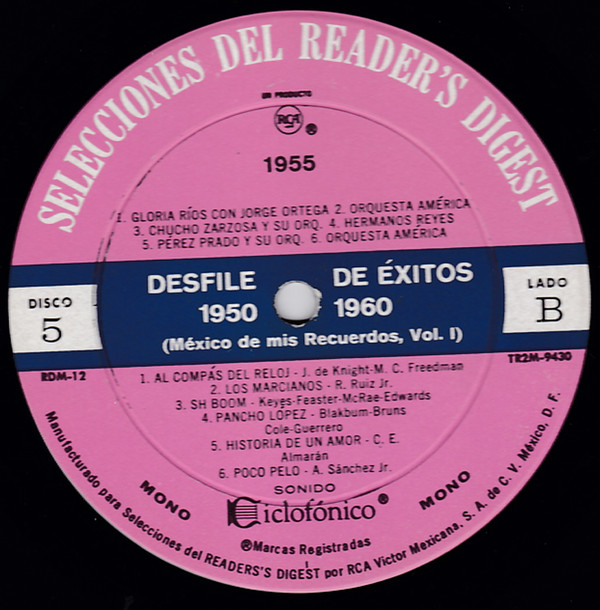 SELECCIONES DEL READER'S DIGEST
UN PRODUCTO
RCA ®
1955
1. GLORIA RÍOS CON JORGE ORTEGA 2. ORQUESTA AMÉRICA
3. CHUCHO ZARZOSA Y SU ORQ. 4. HERMANOS REYES
5. PÉREZ PRADO Y SU ORQ. 6. ORQUESTA AMÉRICA
DESFILE DE ÉXITOS
1950 1960
(México de mis Recuerdos, Vol. I)
DISCO
5
LADO
B
RDM-12
TR2M-9430
1. AL COMPÁS DEL RELOJ - J. de Knight-M. C. Freedman
2. LOS MARCIANOS - R. Ruiz Jr.
3. SH BOOM - Keyes-Feaster-McRae-Edwards
4. PANCHO LÓPEZ - Blakbum-Bruns
Cole-Guerrero
5. HISTORIA DE UN AMOR - C. E.
Almarán
6. POCO PELO - A. Sánchez Jr.
MONO
SONIDO
Ciclofónico®
MONO
®Marcas Registradas
Manufacturado para Selecciones del READERS'S DIGEST por RCA Victor Mexicana, S. A. de C. V. México, D. F.